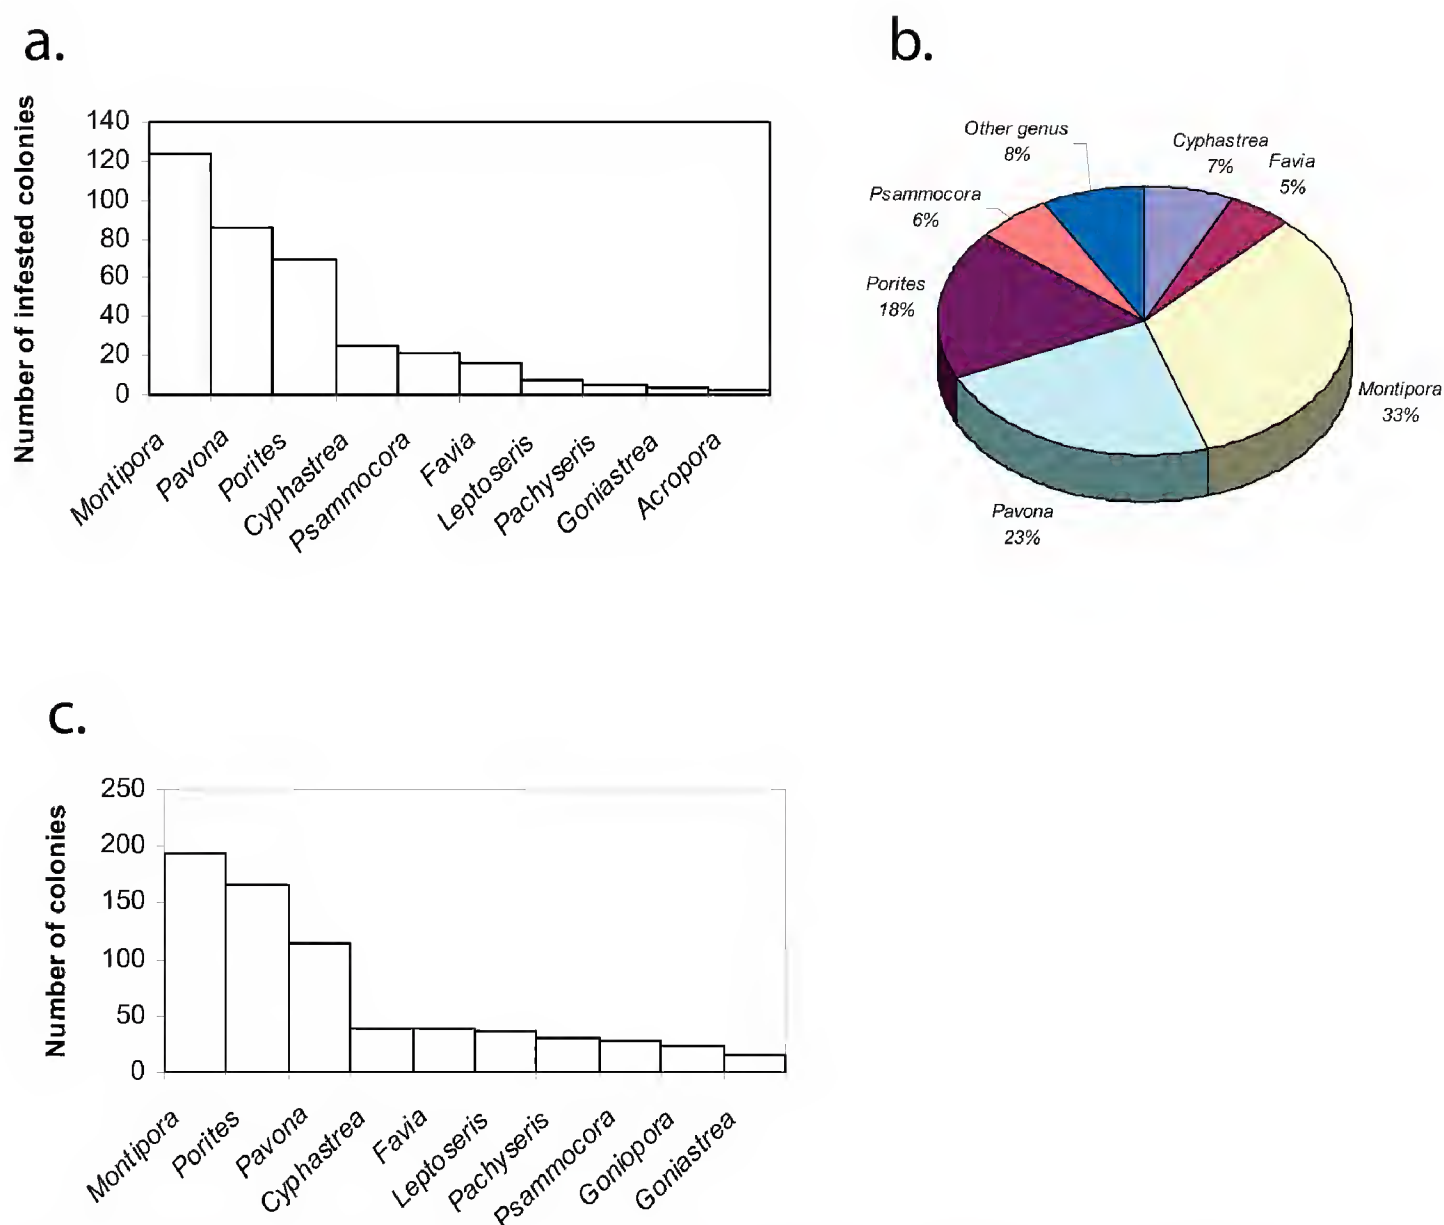 a.
Number of infested colonies
140
120
100
80
60
40
20
0
Montipora
Pavona
Porites
Cyphastrea
Psammocora
Favia
Leptoseris
Pachyseris
Goniastrea
Acropora
b.
Other genus
8%
Cyphastrea
7%
Favia
5%
Psammocora
6%
Porites
18%
Montipora
33%
Pavona
23%
c.
Number of colonies
250
200
150
100
50
0
Montipora
Porites
Pavona
Cyphastrea
Favia
Leptoseris
Pachyseris
Psammocora
Goniopora
Goniastrea